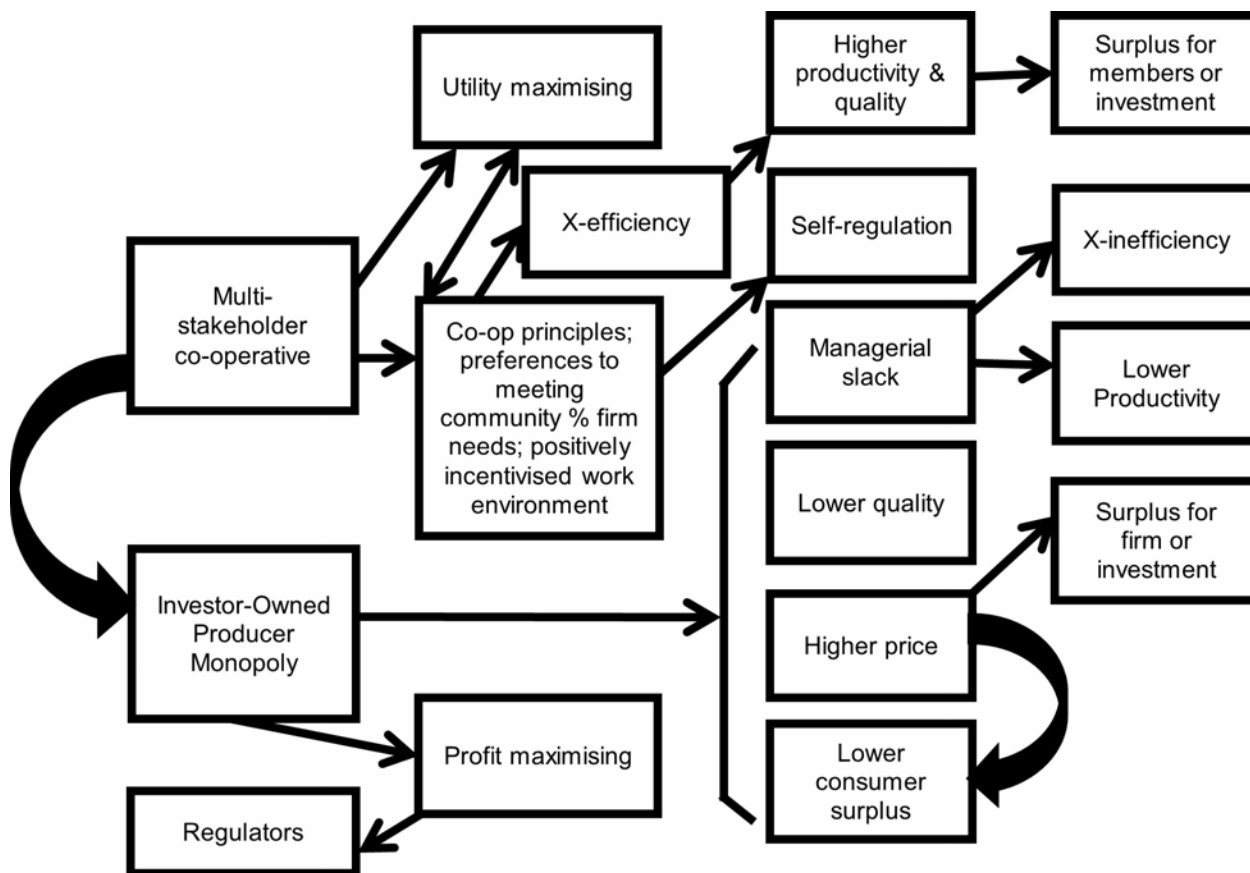 Utility maximising
Higher
productivity &
quality
Surplus for
members or
investment
X-efficiency
Self-regulation
X-inefficiency
Multi-
stakeholder
co-operative
Co-op principles;
preferences to
meeting
community % firm
needs; positively
incentivised work
environment
Managerial
slack
Lower
Productivity
Lower quality
Surplus for
firm or
investment
Investor-Owned
Producer
Monopoly
Higher price
Profit maximising
Lower
consumer
surplus
Regulators